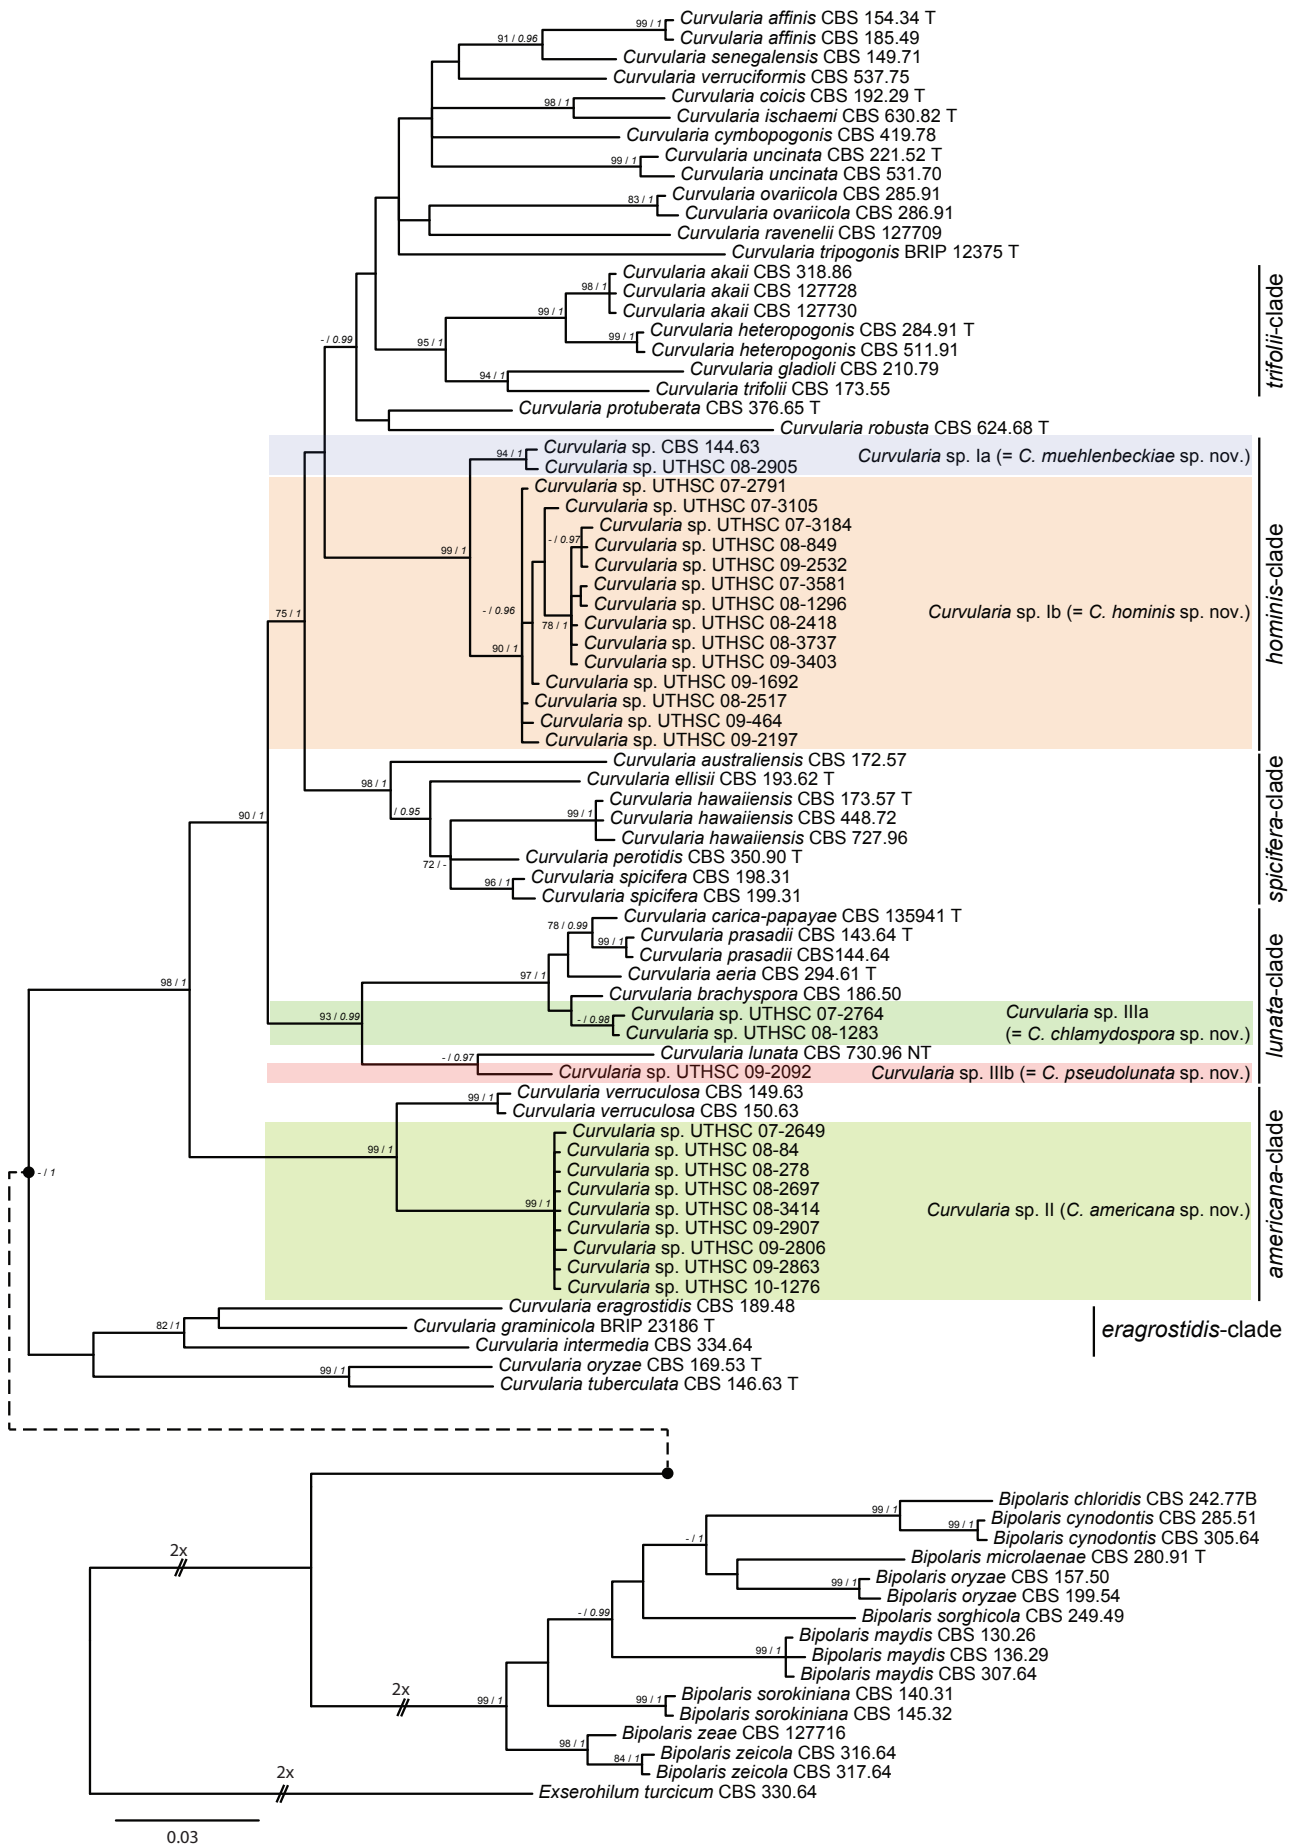 99 / 1
Curvularia affinis CBS 154.34 T
Curvularia affinis CBS 185.49
91 / 0.96
Curvularia senegalensis CBS 149.71
Curvularia verruciformis CBS 537.75
Curvularia coicis CBS 192.29 T
98 / 1
Curvularia ischaemi CBS 630.82 T
Curvularia cymbopogonis CBS 419.78
Curvularia uncinata CBS 221.52 T
99 / 1
Curvularia uncinata CBS 531.70
Curvularia ovariicola CBS 285.91
83 / 1
Curvularia ovariicola CBS 286.91
Curvularia ravenelii CBS 127709
Curvularia tripogonis BRIP 12375 T
Curvularia akaii CBS 318.86
98 / 1
Curvularia akaii CBS 127728
Curvularia akaii CBS 127730
99 / 1
Curvularia heteropogonis CBS 284.91 T
99 / 1
Curvularia heteropogonis CBS 511.91
- / 0.99
95 / 1
Curvularia gladioli CBS 210.79
94 / 1
Curvularia trifolii CBS 173.55
trifolii-clade
Curvularia protuberata CBS 376.65 T
Curvularia robusta CBS 624.68 T
Curvularia sp. CBS 144.63
94 / 1
Curvularia sp. UTHSC 08-2905
Curvularia sp. Ia (= C. muehlenbeckiae sp. nov.)
Curvularia sp. UTHSC 07-2791
Curvularia sp. UTHSC 07-3105
Curvularia sp. UTHSC 07-3184
- / 0.97
Curvularia sp. UTHSC 08-849
99 / 1
Curvularia sp. UTHSC 09-2532
Curvularia sp. UTHSC 07-3581
Curvularia sp. UTHSC 08-1296
- / 0.96
75 / 1
Curvularia sp. Ib (= C. hominis sp. nov.)
78 / 1
Curvularia sp. UTHSC 08-2418
Curvularia sp. UTHSC 08-3737
90 / 1
Curvularia sp. UTHSC 09-3403
Curvularia sp. UTHSC 09-1692
Curvularia sp. UTHSC 08-2517
Curvularia sp. UTHSC 09-464
Curvularia sp. UTHSC 09-2197
hominis-clade
Curvularia australiensis CBS 172.57
98 / 1
Curvularia ellisii CBS 193.62 T
/ 0.95
Curvularia hawaiiensis CBS 173.57 T
99 / 1
Curvularia hawaiiensis CBS 448.72
90 / 1
Curvularia hawaiiensis CBS 727.96
72 / -
Curvularia perotidis CBS 350.90 T
Curvularia spicifera CBS 198.31
96 / 1
Curvularia spicifera CBS 199.31
spicifera-clade
Curvularia carica-papayae CBS 135941 T
78 / 0.99
Curvularia prasadii CBS 143.64 T
99 / 1
Curvularia prasadii CBS144.64
97 / 1
Curvularia aeria CBS 294.61 T
98 / 1
Curvularia brachyspora CBS 186.50
93 / 0.99
Curvularia sp. UTHSC 07-2764
- / 0.98
Curvularia sp. UTHSC 08-1283
Curvularia sp. IIIa
(= C. chlamydospora sp. nov.)
- / 0.97
Curvularia lunata CBS 730.96 NT
Curvularia sp. UTHSC 09-2092
Curvularia sp. IIIb (= C. pseudolunata sp. nov.)
lunata-clade
Curvularia verruculosa CBS 149.63
99 / 1
Curvularia verruculosa CBS 150.63
Curvularia sp. UTHSC 07-2649
99 / 1
Curvularia sp. UTHSC 08-84
- / 1
Curvularia sp. UTHSC 08-278
Curvularia sp. UTHSC 08-2697
99 / 1
Curvularia sp. UTHSC 08-3414
Curvularia sp. II (C. americana sp. nov.)
Curvularia sp. UTHSC 09-2907
Curvularia sp. UTHSC 09-2806
Curvularia sp. UTHSC 09-2863
Curvularia sp. UTHSC 10-1276
americana-clade
Curvularia eragrostidis CBS 189.48
82 / 1
Curvularia graminicola BRIP 23186 T
Curvularia intermedia CBS 334.64
eragrostidis-clade
99 / 1
Curvularia oryzae CBS 169.53 T
Curvularia tuberculata CBS 146.63 T
Bipolaris chloridis CBS 242.77B
99 / 1
Bipolaris cynodontis CBS 285.51
99 / 1
Bipolaris cynodontis CBS 305.64
- / 1
2x
Bipolaris microlaenae CBS 280.91 T
Bipolaris oryzae CBS 157.50
99 / 1
Bipolaris oryzae CBS 199.54
- / 0.99
Bipolaris sorghicola CBS 249.49
Bipolaris maydis CBS 130.26
99 / 1
Bipolaris maydis CBS 136.29
Bipolaris maydis CBS 307.64
2x
99 / 1
Bipolaris sorokiniana CBS 140.31
99 / 1
Bipolaris sorokiniana CBS 145.32
Bipolaris zeae CBS 127716
98 / 1
Bipolaris zeicola CBS 316.64
84 / 1
Bipolaris zeicola CBS 317.64
2x
Exserohilum turcicum CBS 330.64
0.03